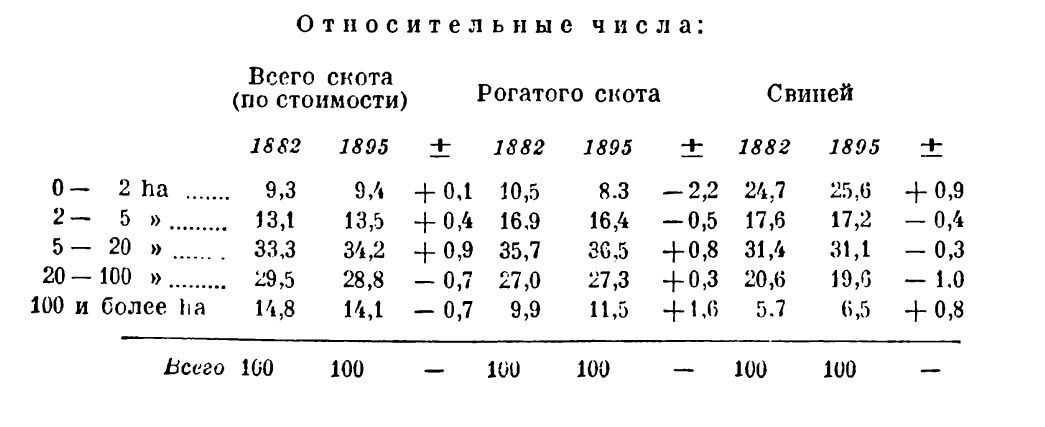 Относительные числа:
Всего скота (по стоимости) Рогатого скота Свиней
1882 1895 ± 1882 1895 ± 1882 1895 ±
0 — 2 ha ....... 9,3 9,4 + 0,1 10,5 8.3 — 2,2 24,7 25,6 + 0,9
2 — 5 » ......... 13,1 13,5 + 0,4 16,9 16,4 — 0,5 17,6 17,2 — 0,4
5 — 20 » ....... 33,3 34,2 + 0,9 35,7 36,5 + 0,8 31,4 31,1 — 0,3
20 — 100 » ......... 29,5 28,8 — 0,7 27,0 27,3 + 0,3 20,6 19,6 — 1.0
100 и более ha 14,8 14,1 — 0,7 9,9 11,5 + 1,6 5.7 6,5 + 0,8
Всего 100 100 — 100 100 — 100 100 —